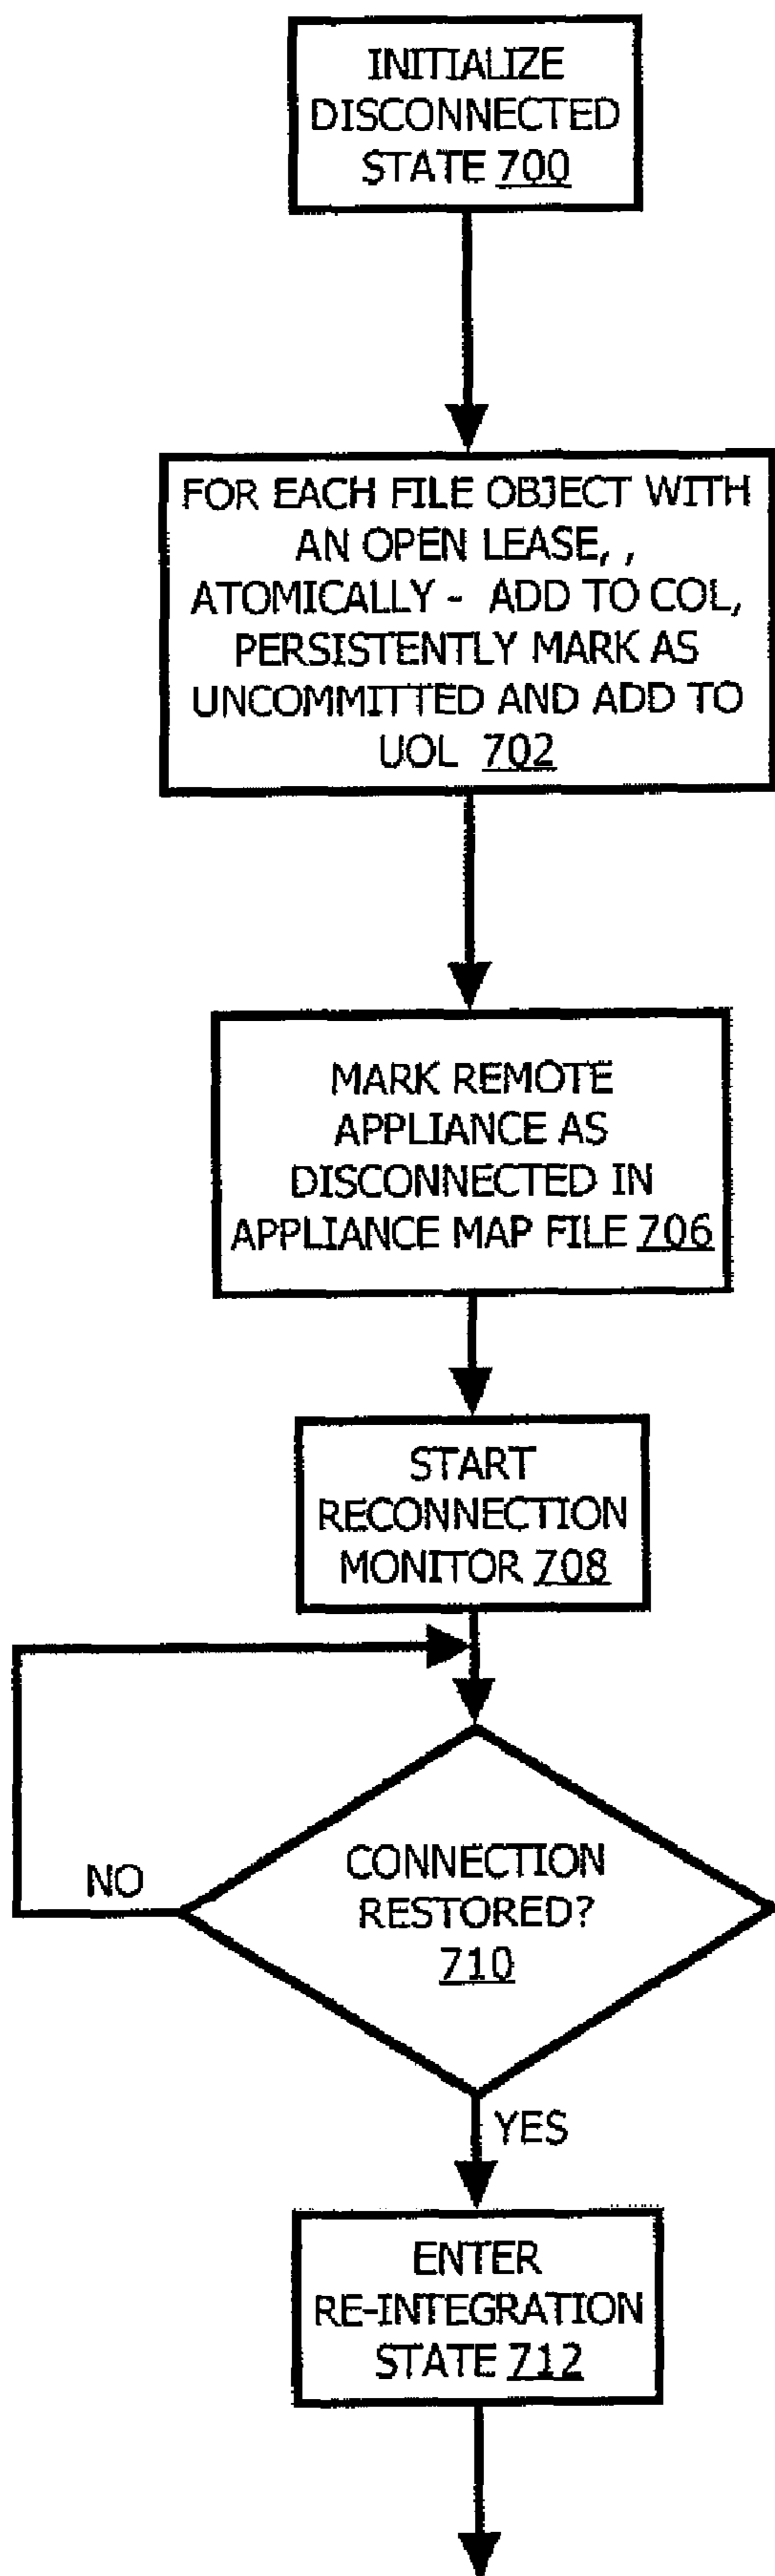 INITIALIZE
DISCONNECTED
STATE 700
FOR EACH FILE OBJECT WITH
AN OPEN LEASE, ,
ATOMICALLY - ADD TO COL,
PERSISTENTLY MARK AS
UNCOMMITTED AND ADD TO
UOL 702
MARK REMOTE
APPLIANCE AS
DISCONNECTED IN
APPLIANCE MAP FILE 706
START
RECONNECTION
MONITOR 708
NO
CONNECTION
RESTORED?
710
YES
ENTER
RE-INTEGRATION
STATE 712